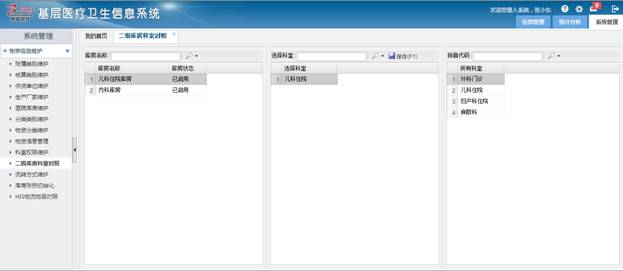 基层医疗卫生信息系统
欢迎您登入系统，张小东
运营管理 统计分析 系统管理
系统管理
物资信息维护
附属类别维护
核算类别维护
供货单位维护
生产厂家维护
医院库房维护
分类类别维护
物资分类维护
物资信息管理
科室权限维护
二级库房科室对照
流转方式维护
库房账册初始化
HIS物流物品对照
我的首页 二级库房科室对照
库房名称
库房名称 库房状态
1 儿科住院库房 已启用
2 内科库房 已启用
选择科室 保存(F1)
选择科室
1 儿科住院
拼音代码
所有科室
1 外科门诊
2 儿科住院
3 妇产科住院
4 麻醉科